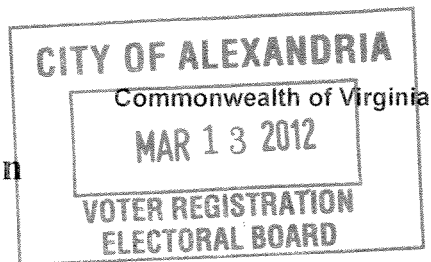 CITY OF ALEXANDRIA
Commonwealth of Virginia
MAR 13 2012
n
VOTER REGISTRATION
ELECTORAL BOARD